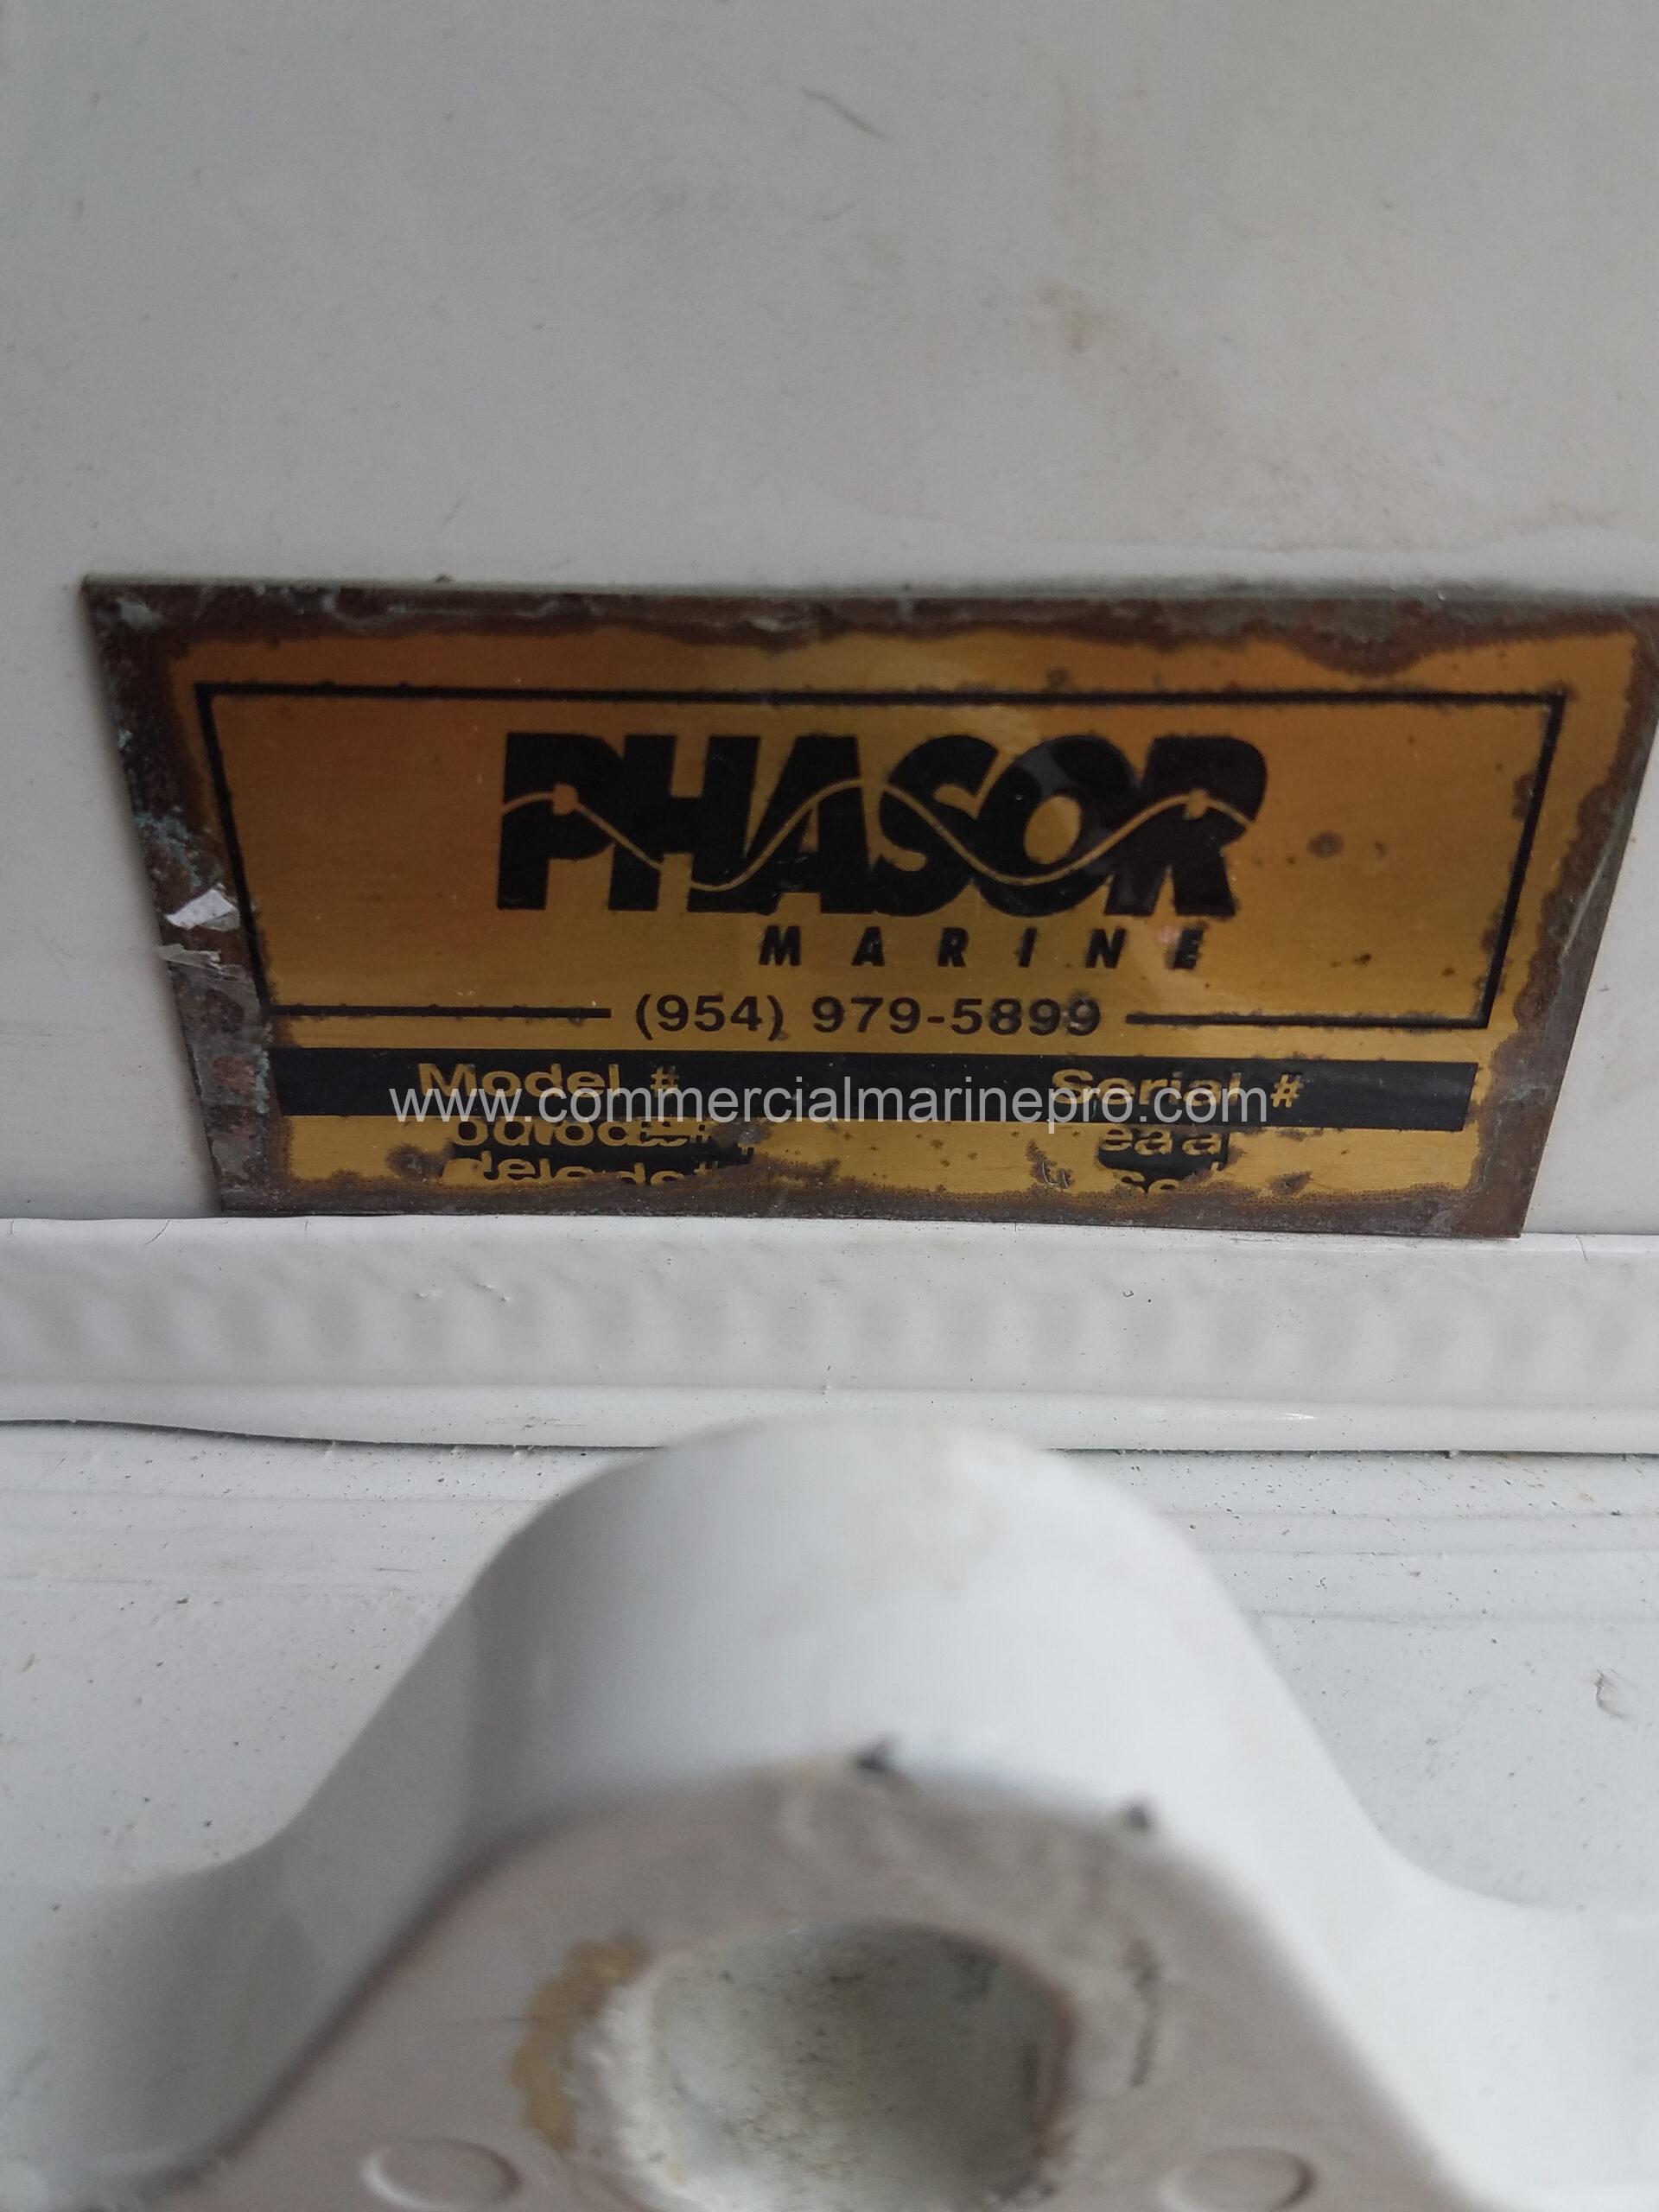 PHASOR
MARINE
(954) 979-5899
Model # Serial #
www.commercialmarinepro.com